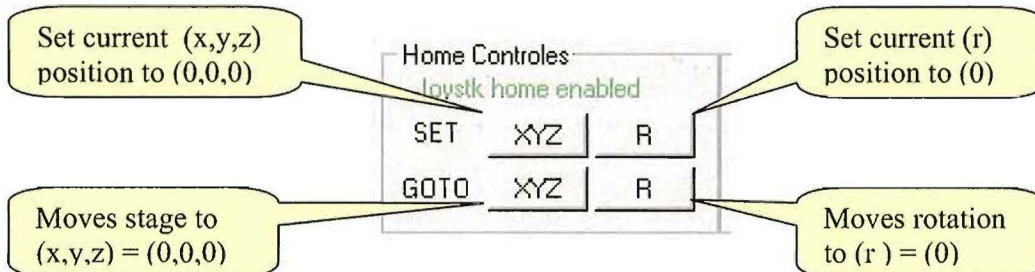 Set current (x,y,z)
position to (0,0,0)
Home Controles
Joystk home enabled
Set current (r)
position to (0)
SET XYZ R
GOTO XYZ R
Moves stage to
(x,y,z) = (0,0,0)
Moves rotation
to (r ) = (0)